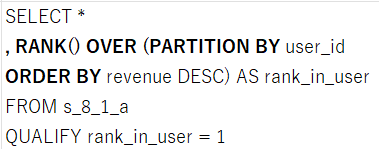 SELECT *
, RANK() OVER (PARTITION BY user_id
ORDER BY revenue DESC) AS rank_in_user
FROM s_8_1_a
QUALIFY rank_in_user = 1